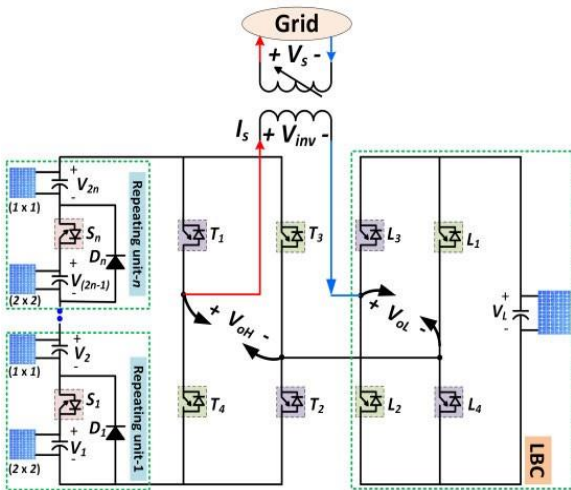 Grid
+ Vs -
Is + Vinv -
V2n
(1 x 1)
Sn
Dn
V(2n-1)
(2 x 2)
Repeating unit-n
V2
(1 x 1)
S1
D1
V1
(2 x 2)
Repeating unit-1
T1
T3
+ VoH -
T4
T2
L3
L1
+ VoL -
L2
L4
+
VL
-
LBC